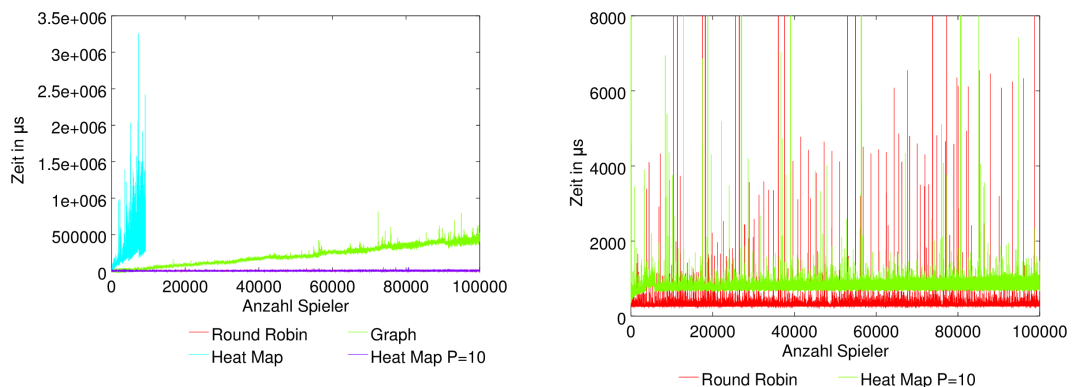 3.5e+006
3e+006
2.5e+006
2e+006
1.5e+006
1e+006
500000
0
Zeit in µs
0 20000 40000 60000 80000 100000
Anzahl Spieler
Round Robin Graph
Heat Map Heat Map P=10
8000
6000
4000
2000
0
Zeit in µs
0 20000 40000 60000 80000 100000
Anzahl Spieler
Round Robin Heat Map P=10